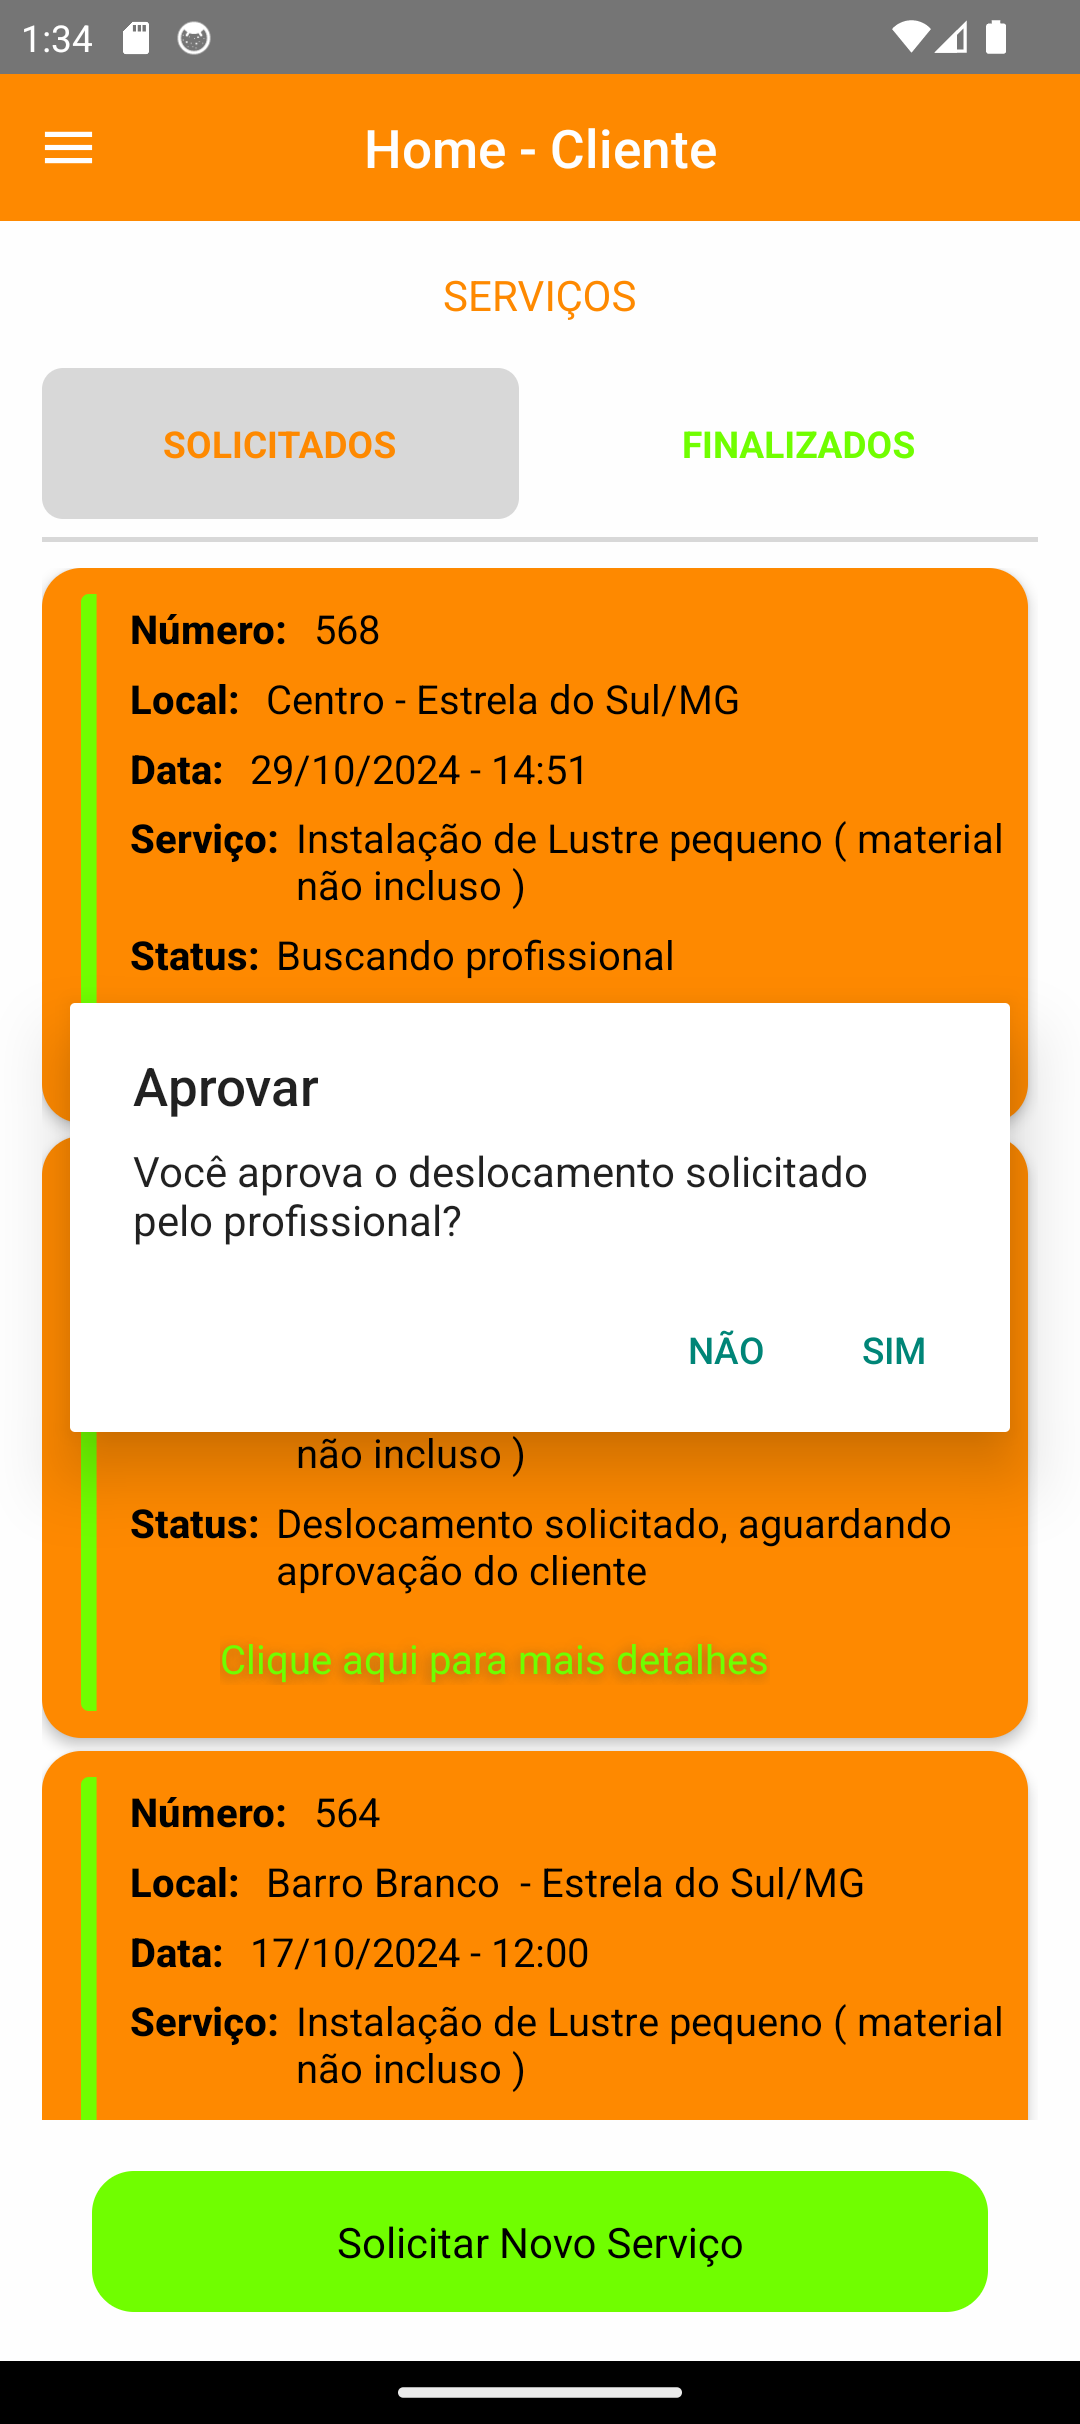 1:34
Home - Cliente
SERVIÇOS
SOLICITADOS FINALIZADOS
Número: 568
Local: Centro - Estrela do Sul/MG
Data: 29/10/2024 - 14:51
Serviço: Instalação de Lustre pequeno ( material
não incluso )
Status: Buscando profissional
Aprovar
Você aprova o deslocamento solicitado
pelo profissional?
NÃO SIM
não incluso )
Status: Deslocamento solicitado, aguardando
aprovação do cliente
Clique aqui para mais detalhes
Número: 564
Local: Barro Branco - Estrela do Sul/MG
Data: 17/10/2024 - 12:00
Serviço: Instalação de Lustre pequeno ( material
não incluso )
Solicitar Novo Serviço